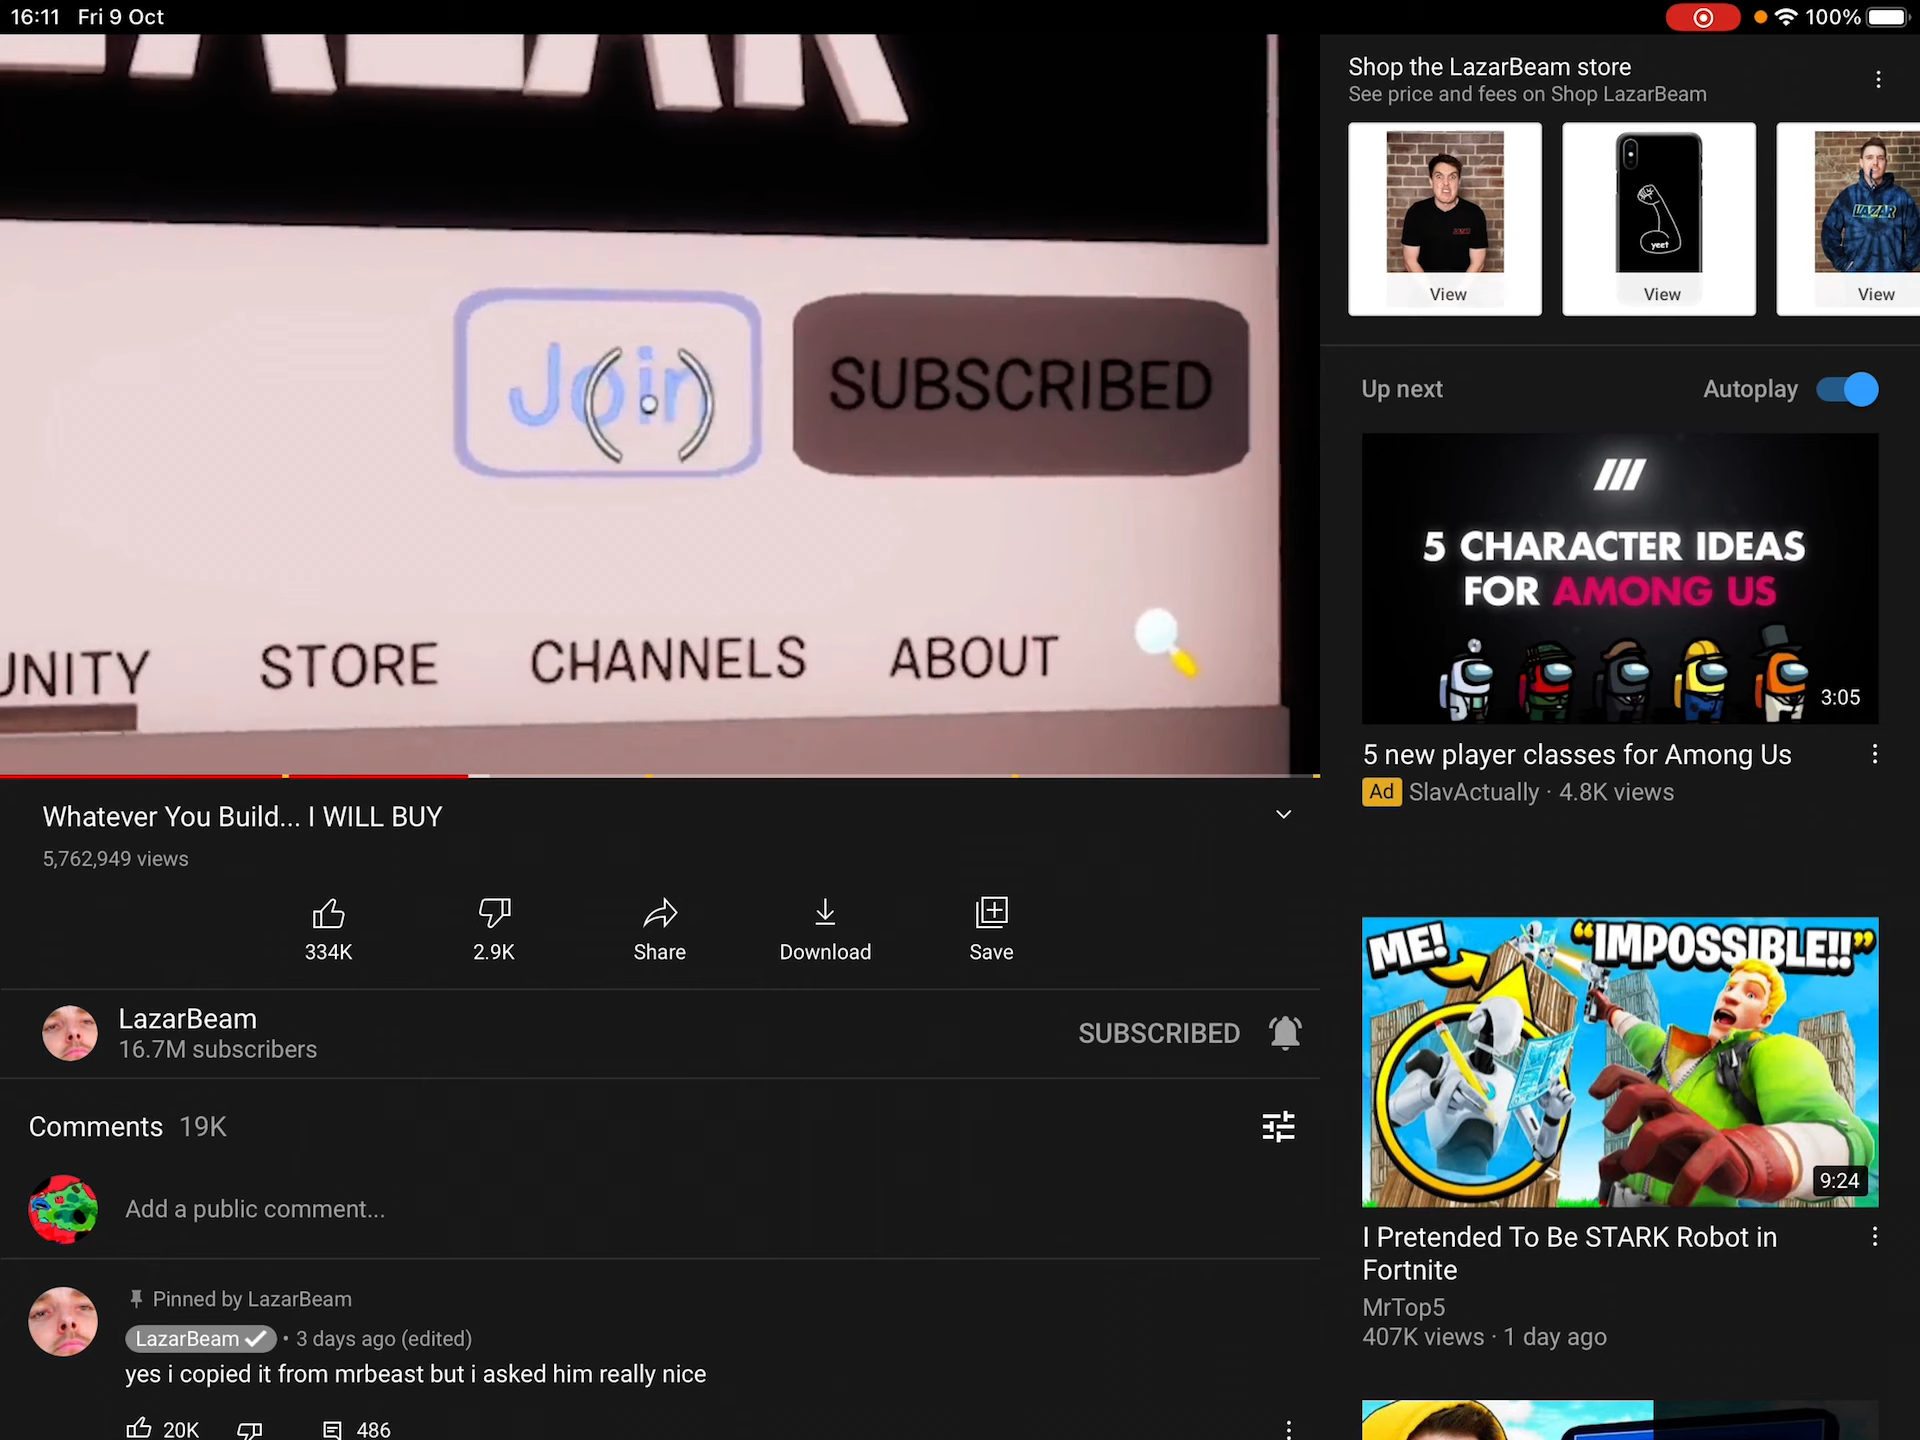 16:11 Fri 9 Oct
100%
LAZAR
Join
SUBSCRIBED
UNITY STORE CHANNELS ABOUT
Whatever You Build... I WILL BUY
5,762,949 views
334K
2.9K
Share
Download
Save
LazarBeam
16.7M subscribers
SUBSCRIBED
Comments 19K
Add a public comment...
Pinned by LazarBeam
LazarBeam • 3 days ago (edited)
yes i copied it from mrbeast but i asked him really nice
20K
486
Shop the LazarBeam store
See price and fees on Shop LazarBeam
View
yeet
View
LAZAR
View
Up next
Autoplay
5 CHARACTER IDEAS
FOR AMONG US
3:05
5 new player classes for Among Us
Ad SlavActually · 4.8K views
ME!
"IMPOSSIBLE!!"
9:24
I Pretended To Be STARK Robot in
Fortnite
MrTop5
407K views · 1 day ago